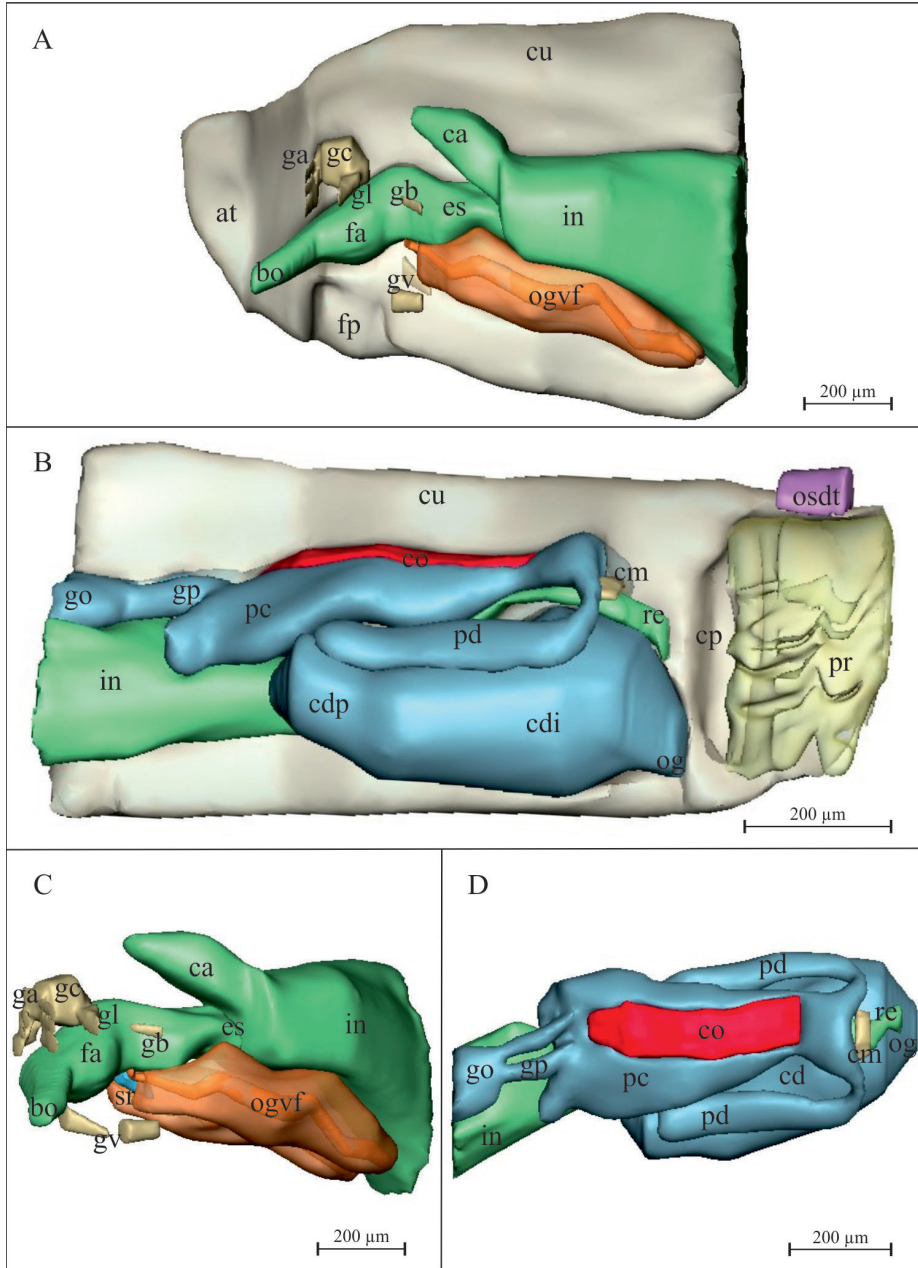 A
cu
ca
ga gc
gl gb
at
fa
es
in
bo
gv
ogvf
fp
200 µm
B
osdt
cu
co
cm
go
gp
pc
re
pd
cp
pr
in
cdp
cdi
og
200 µm
C
ca
ga gc
gl
es
in
fa
gb
sr
bo
ogvf
gv
200 µm
D
pd
re
co
og
cm
go
gp
pc
cd
pd
in
200 µm